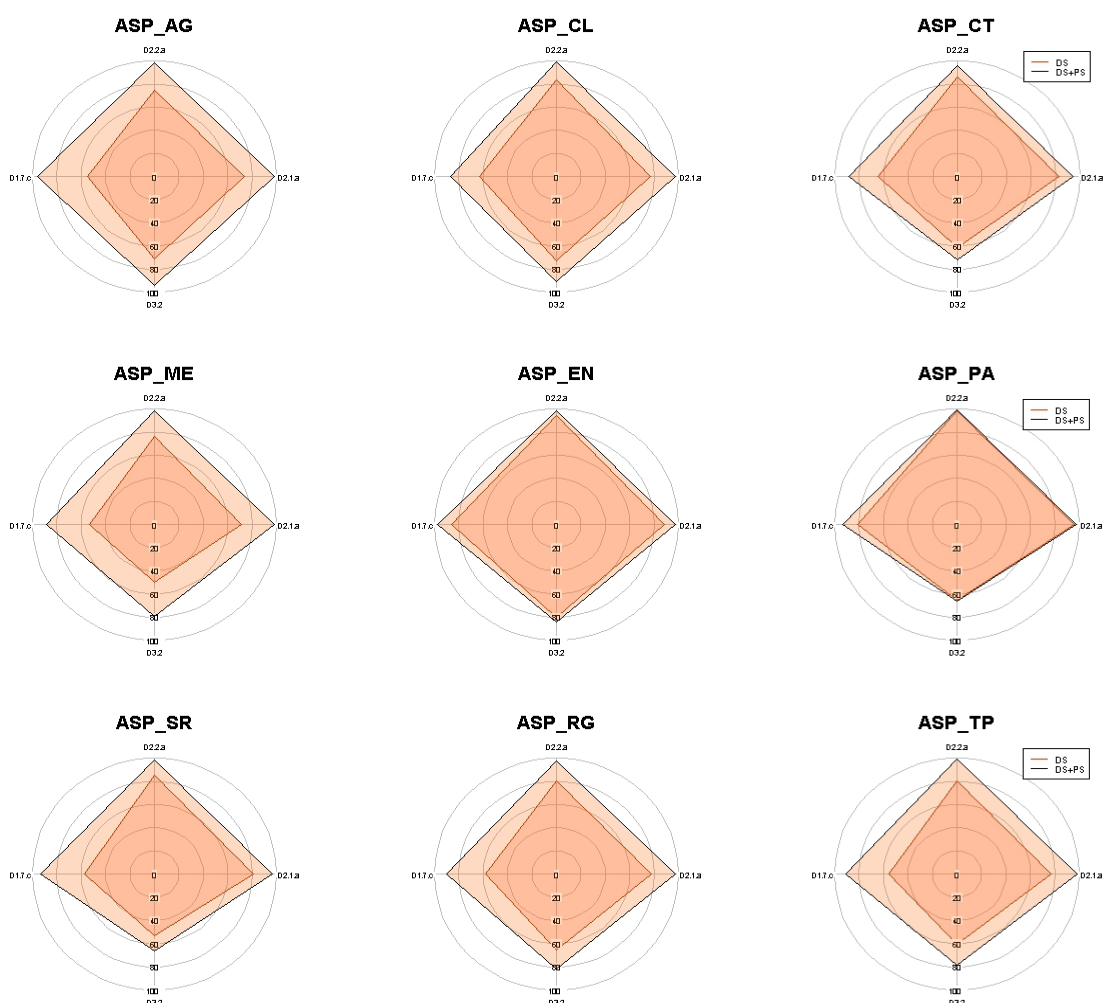 ASP_AG
D2.2.a
D1.7.c
D2.1.a
0
20
40
60
80
100
D3.2
ASP_CL
D2.2.a
D1.7.c
D2.1.a
0
20
40
60
80
100
D3.2
ASP_CT
D2.2.a
DS
DS+PS
D1.7.c
D2.1.a
0
20
40
60
80
100
D3.2
ASP_ME
D2.2.a
D1.7.c
D2.1.a
0
20
40
60
80
100
D3.2
ASP_EN
D2.2.a
D1.7.c
D2.1.a
0
20
40
60
80
100
D3.2
ASP_PA
D2.2.a
DS
DS+PS
D1.7.c
D2.1.a
0
20
40
60
80
100
D3.2
ASP_SR
D2.2.a
D1.7.c
D2.1.a
0
20
40
60
80
100
D3.2
ASP_RG
D2.2.a
D1.7.c
D2.1.a
0
20
40
60
80
100
D3.2
ASP_TP
D2.2.a
DS
DS+PS
D1.7.c
D2.1.a
0
20
40
60
80
100
D3.2